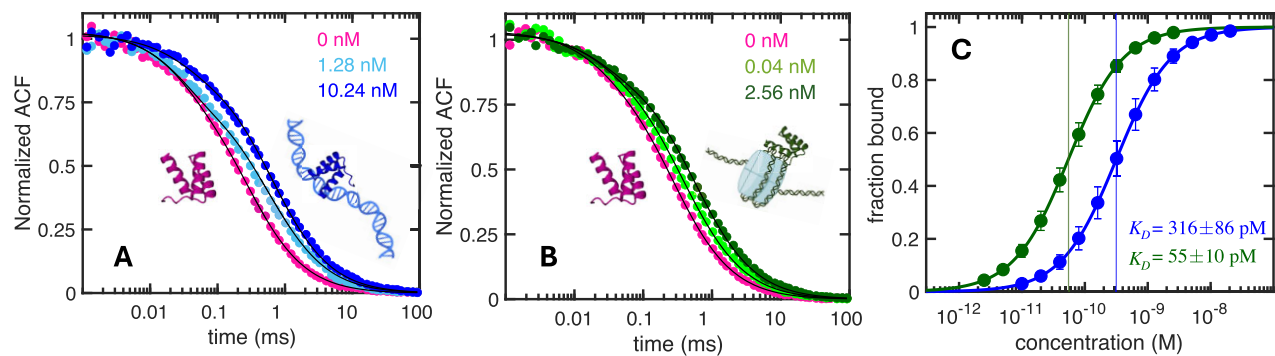 Normalized ACF
1
0.75
0.5
0.25
0
0 nM
1.28 nM
10.24 nM
A
0.01
0.1
1
10
100
time (ms)
Normalized ACF
1
0.75
0.5
0.25
0
0 nM
0.04 nM
2.56 nM
B
0.01
0.1
1
10
100
time (ms)
fraction bound
1
0.8
0.6
0.4
0.2
0
C
K_D = 316±86 pM
K_D = 55±10 pM
10⁻¹²
10⁻¹¹
10⁻¹⁰
10⁻⁹
10⁻⁸
concentration (M)